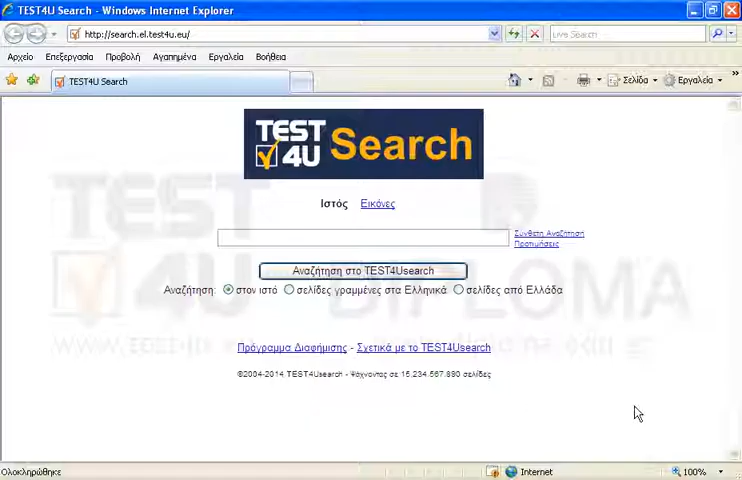 TEST4U Search - Windows Internet Explorer
http://search.el.test4u.eu/
Live Search
Αρχείο Επεξεργασία Προβολή Αγαπημένα Εργαλεία Βοήθεια
TEST4U Search
Σελίδα Εργαλεία
TEST 4U Search
Ιστός Εικόνες
Σύνθετη Αναζήτηση
Προτιμήσεις
Αναζήτηση στο TEST4Usearch
Αναζήτηση: στον ιστό σελίδες γραμμένες στα Ελληνικά σελίδες από Ελλάδα
TEST 4U DIPLOMA
Πρόγραμμα Διαφήμισης - Σχετικά με το TEST4Usearch
©2004-2014 TEST4Usearch - Ψάχνοντας σε 15.234.567.890 σελίδες
Ολοκληρώθηκε
Internet
100%